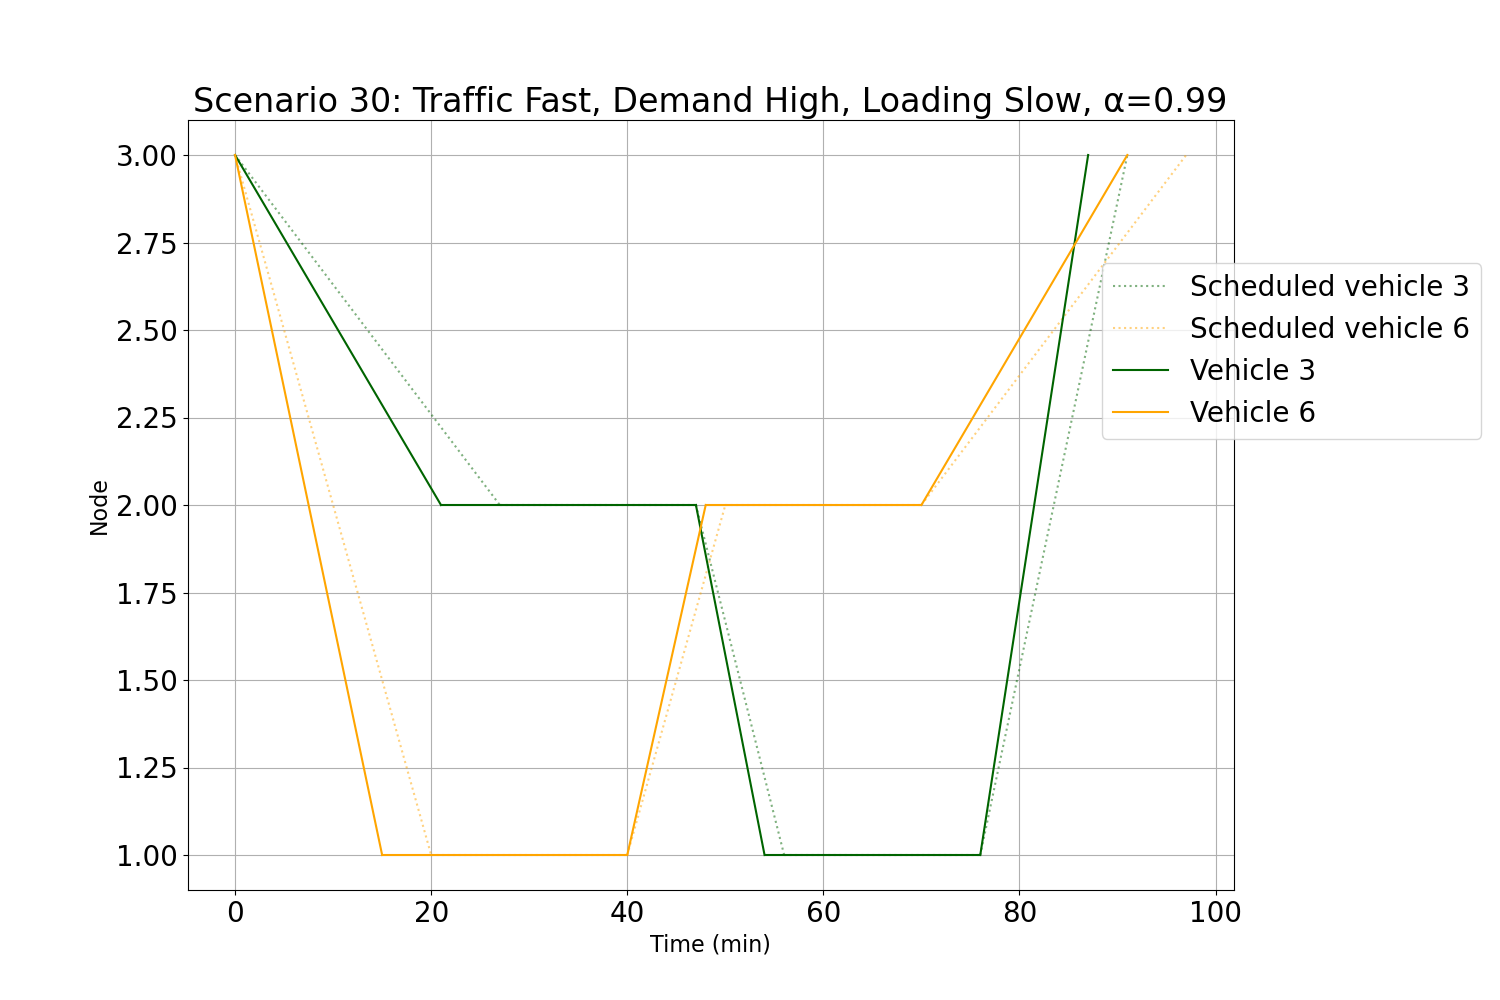 Scenario 30: Traffic Fast, Demand High, Loading Slow, α=0.99
3.00
2.75
2.50
2.25
2.00
1.75
1.50
1.25
1.00
Node
0 20 40 60 80 100
Time (min)
Scheduled vehicle 3
Scheduled vehicle 6
Vehicle 3
Vehicle 6